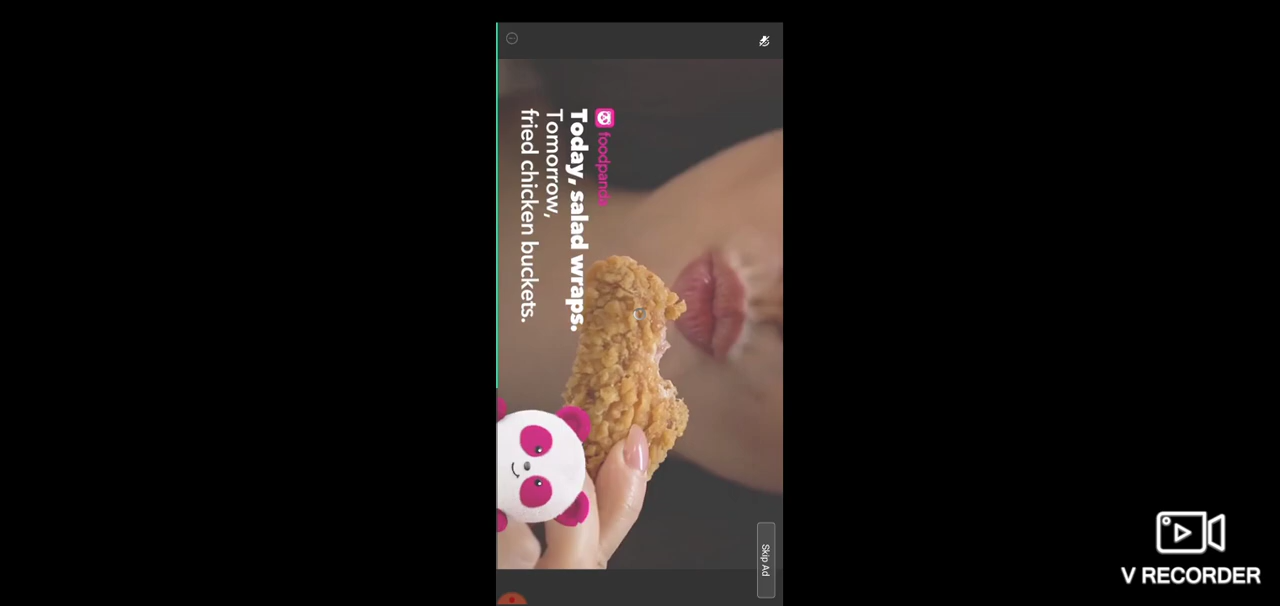 foodpanda
Today, salad wraps.
Tomorrow,
fried chicken buckets.
Skip Ad
V RECORDER